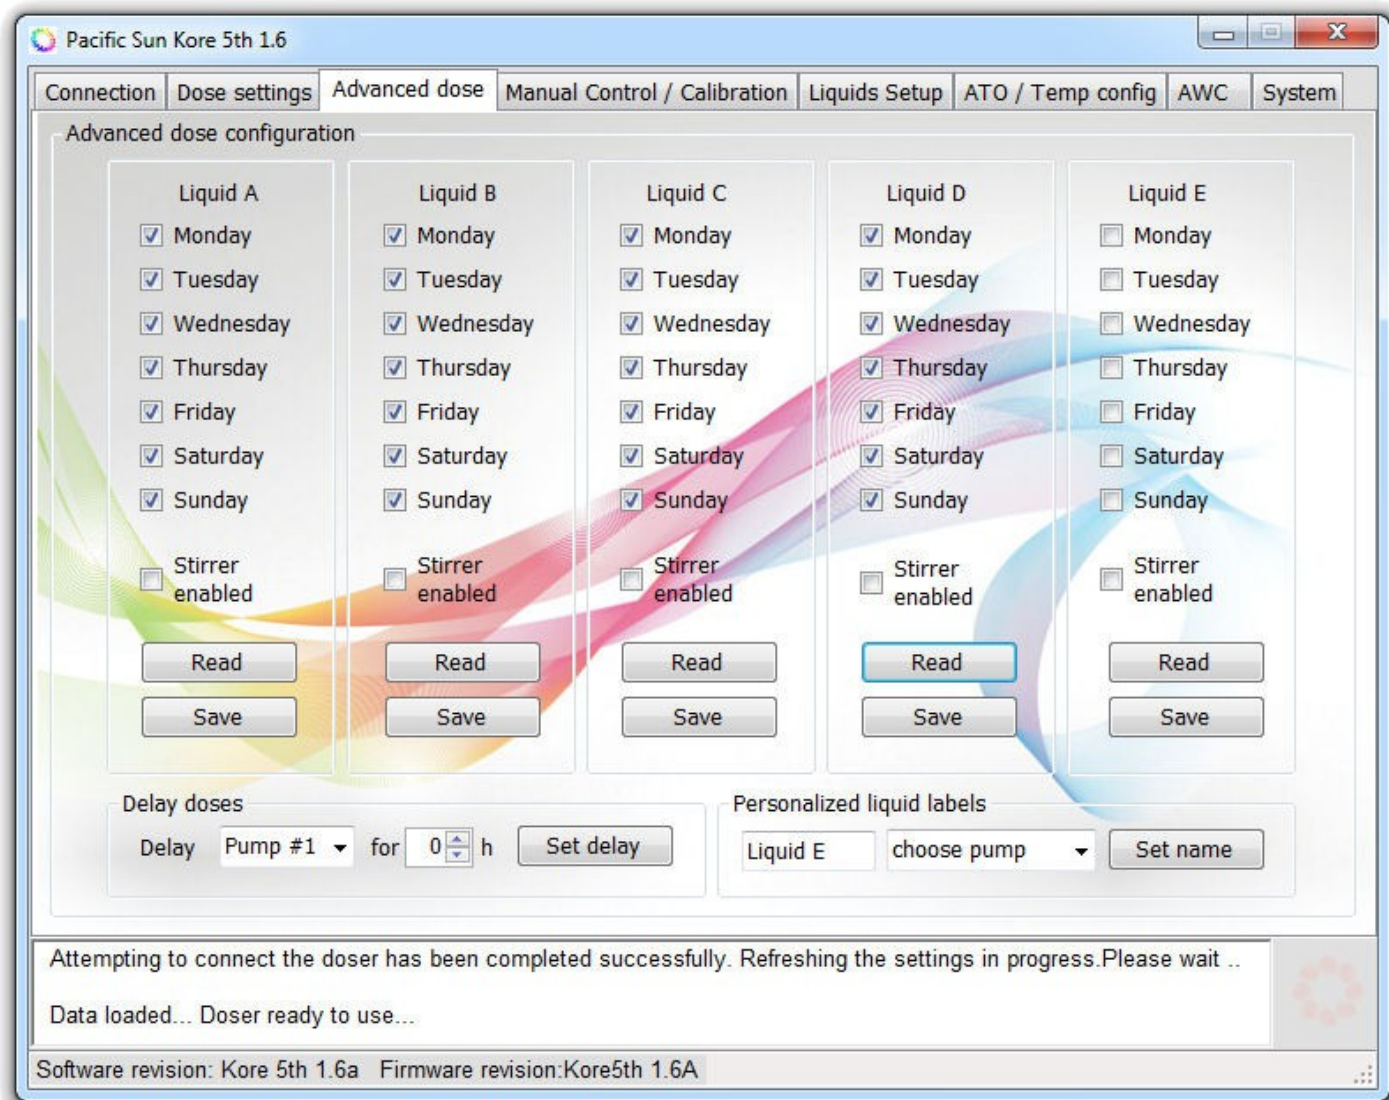 Pacific Sun Kore 5th 1.6
Connection Dose settings Advanced dose Manual Control / Calibration Liquids Setup ATO / Temp config AWC System
Advanced dose configuration
Liquid A Liquid B Liquid C Liquid D Liquid E
Monday Monday Monday Monday Monday
Tuesday Tuesday Tuesday Tuesday Tuesday
Wednesday Wednesday Wednesday Wednesday Wednesday
Thursday Thursday Thursday Thursday Thursday
Friday Friday Friday Friday Friday
Saturday Saturday Saturday Saturday Saturday
Sunday Sunday Sunday Sunday Sunday
Stirrer Stirrer Stirrer Stirrer Stirrer
enabled enabled enabled enabled enabled
Read Read Read Read Read
Save Save Save Save Save
Delay doses Personalized liquid labels
Delay Pump #1 for 0 h Set delay Liquid E choose pump Set name
Attempting to connect the doser has been completed successfully. Refreshing the settings in progress.Please wait ..
Data loaded... Doser ready to use...
Software revision: Kore 5th 1.6a Firmware revision:Kore5th 1.6A